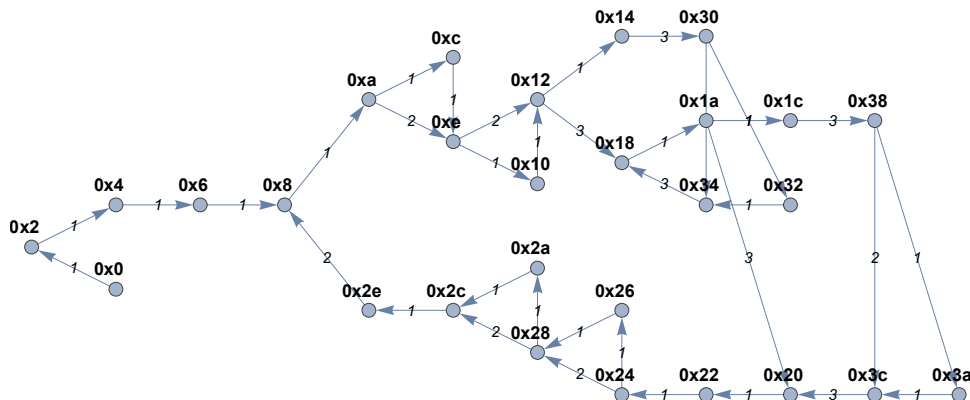 0x14 0x30
3
0xc
1
0x12
1 1
0xa 0x1a 0x1c 0x38
2 0xe 2 1 3
3
1 0x18 1
0x10
1
0x4 0x6 0x8 3 0x34 0x32
1 1 1
0x2 1
0x0 0x2a
1 2 3 2 1
0x2e 0x2c 1 0x26
1 1
2 0x28 1
1
2 0x24 0x22 0x20 0x3c 0x3a
1 1 3 1